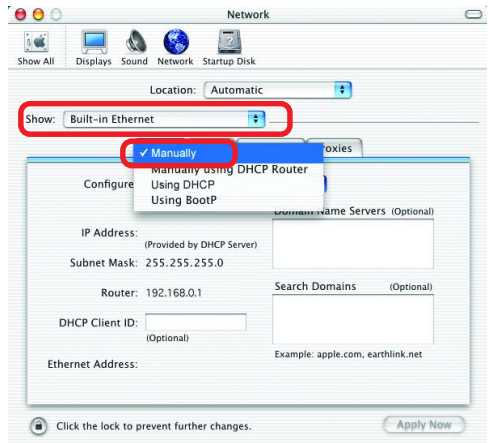 Network
Show All Displays Sound Network Startup Disk
Location: Automatic
Show: Built-in Ethernet
✓ Manually
Manually using DHCP Router
Using DHCP
Using BootP
roxies
Configure
Domain Name Servers (Optional)
IP Address:
(Provided by DHCP Server)
Subnet Mask: 255.255.255.0
Router: 192.168.0.1
Search Domains (Optional)
DHCP Client ID:
(Optional)
Example: apple.com, earthlink.net
Ethernet Address:
Click the lock to prevent further changes.
Apply Now